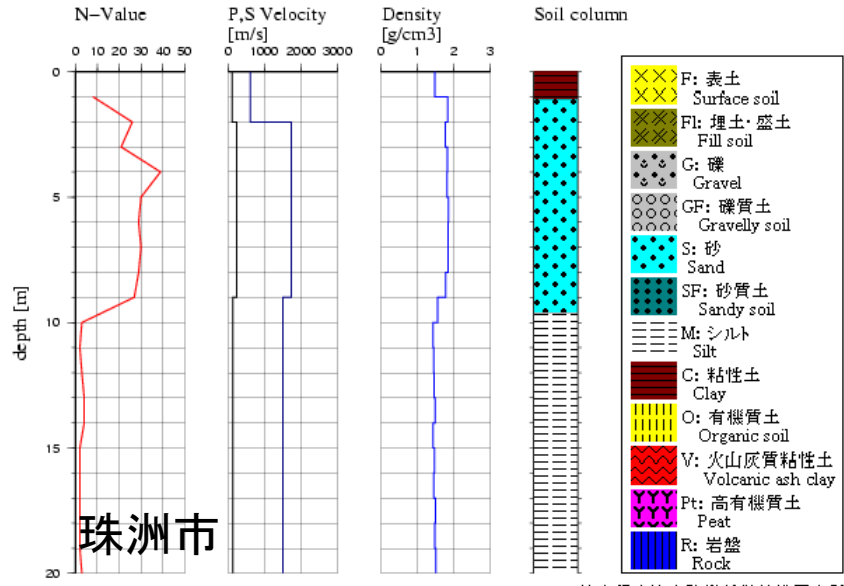 N-Value
P,S Velocity
[m/s]
Density
[g/cm3]
Soil column
0 10 20 30 40 50
0 1000 2000 3000
0 1 2 3
0
5
10
15
20
depth [m]
珠洲市
F: 表土
Surface soil
Fl: 埋土・盛土
Fill soil
G: 礫
Gravel
GF: 礫質土
Gravelly soil
S: 砂
Sand
SF: 砂質土
Sandy soil
M: シルト
Silt
C: 粘性土
Clay
O: 有機質土
Organic soil
V: 火山灰質粘性土
Volcanic ash clay
Pt: 高有機質土
Peat
R: 岩盤
Rock